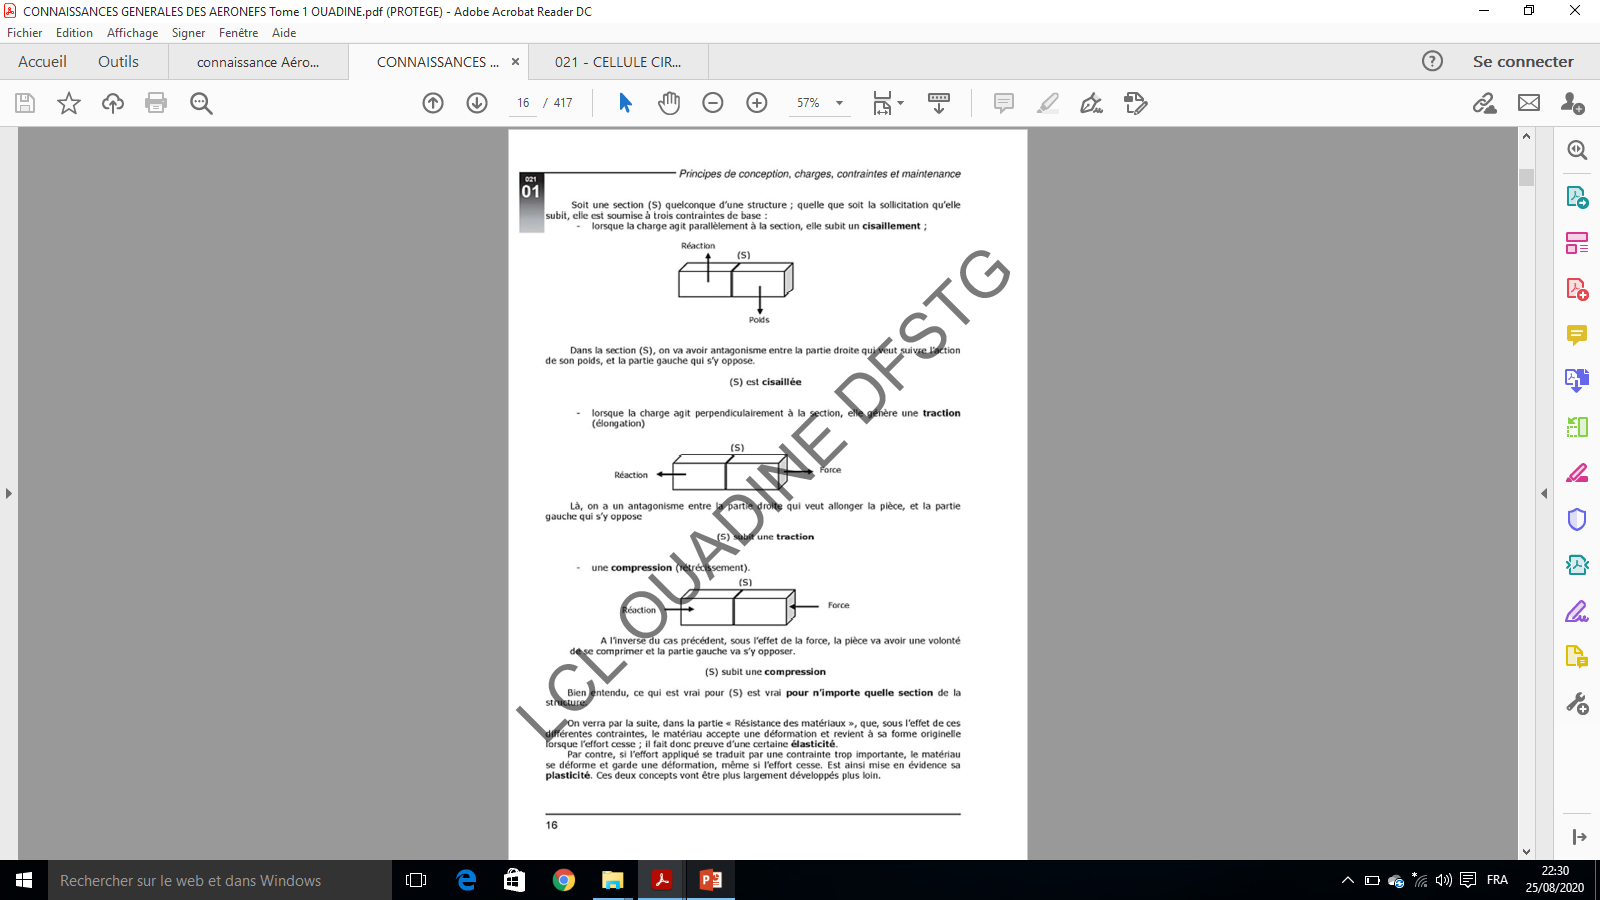 CONNAISSANCES GENERALES DES AERONEFS Tome 1 OUADINE.pdf (PROTEGE) - Adobe Acrobat Reader DC
Fichier Edition Affichage Signer Fenêtre Aide
Accueil Outils connaissance Aéro... CONNAISSANCES ... × 021 - CELLULE CIR... ? Se connecter
16 / 417 57%
021
01
Principes de conception, charges, contraintes et maintenance
Soit une section (S) quelconque d'une structure ; quelle que soit la sollicitation qu'elle
subit, elle est soumise à trois contraintes de base :
- lorsque la charge agit parallèlement à la section, elle subit un cisaillement ;
Réaction
(S)
Poids
Dans la section (S), on va avoir antagonisme entre la partie droite qui veut suivre l'action
de son poids, et la partie gauche qui s'y oppose.
(S) est cisaillée
- lorsque la charge agit perpendiculairement à la section, elle génère une traction
(élongation)
(S)
Réaction Force
Là, on a un antagonisme entre la partie droite qui veut allonger la pièce, et la partie
gauche qui s'y oppose
(S) subit une traction
- une compression (rétrécissement).
(S)
Réaction Force
A l'inverse du cas précédent, sous l'effet de la force, la pièce va avoir une volonté
de se comprimer et la partie gauche va s'y opposer.
(S) subit une compression
Bien entendu, ce qui est vrai pour (S) est vrai pour n'importe quelle section de la
structure.
On verra par la suite, dans la partie « Résistance des matériaux », que, sous l'effet de ces
différentes contraintes, le matériau accepte une déformation et revient à sa forme originelle
lorsque l'effort cesse ; il fait donc preuve d'une certaine élasticité.
Par contre, si l'effort appliqué se traduit par une contrainte trop importante, le matériau
se déforme et garde une déformation, même si l'effort cesse. Est ainsi mise en évidence sa
plasticité. Ces deux concepts vont être plus largement développés plus loin.
16
LCL OUADINE DFSTG
Rechercher sur le web et dans Windows
FRA
22:30
25/08/2020